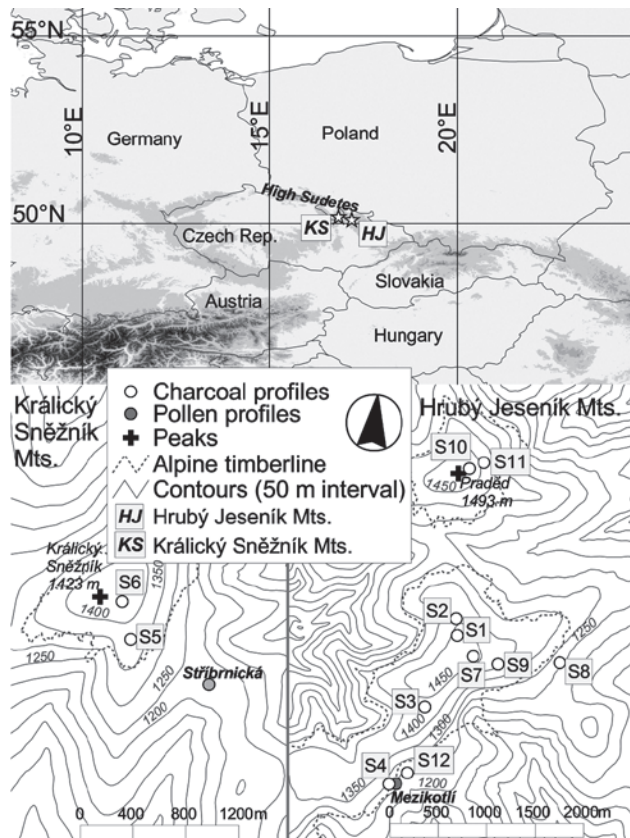 55°N
10°E
15°E
20°E
Germany
Poland
High Sudetes
50°N
KS
HJ
Czech Rep.
Slovakia
Austria
Hungary
Králický
Sněžník
Mts.
Charcoal profiles
Pollen profiles
Peaks
Alpine timberline
Contours (50 m interval)
HJ Hrubý Jeseník Mts.
KS Králický Sněžník Mts.
Hrubý Jeseník Mts.
S10
S11
1450
Praděd
1493 m
Králický
Sněžník
1423 m
1350
S6
1400
S5
1250
1250
1200
Stříbrnická
S2
S1
1250
S7
S9
S8
1450
S3
1400
1300
S4
S12
1350
1200
Mezikotlí
0 400 1200m
0 500 1000 2000m